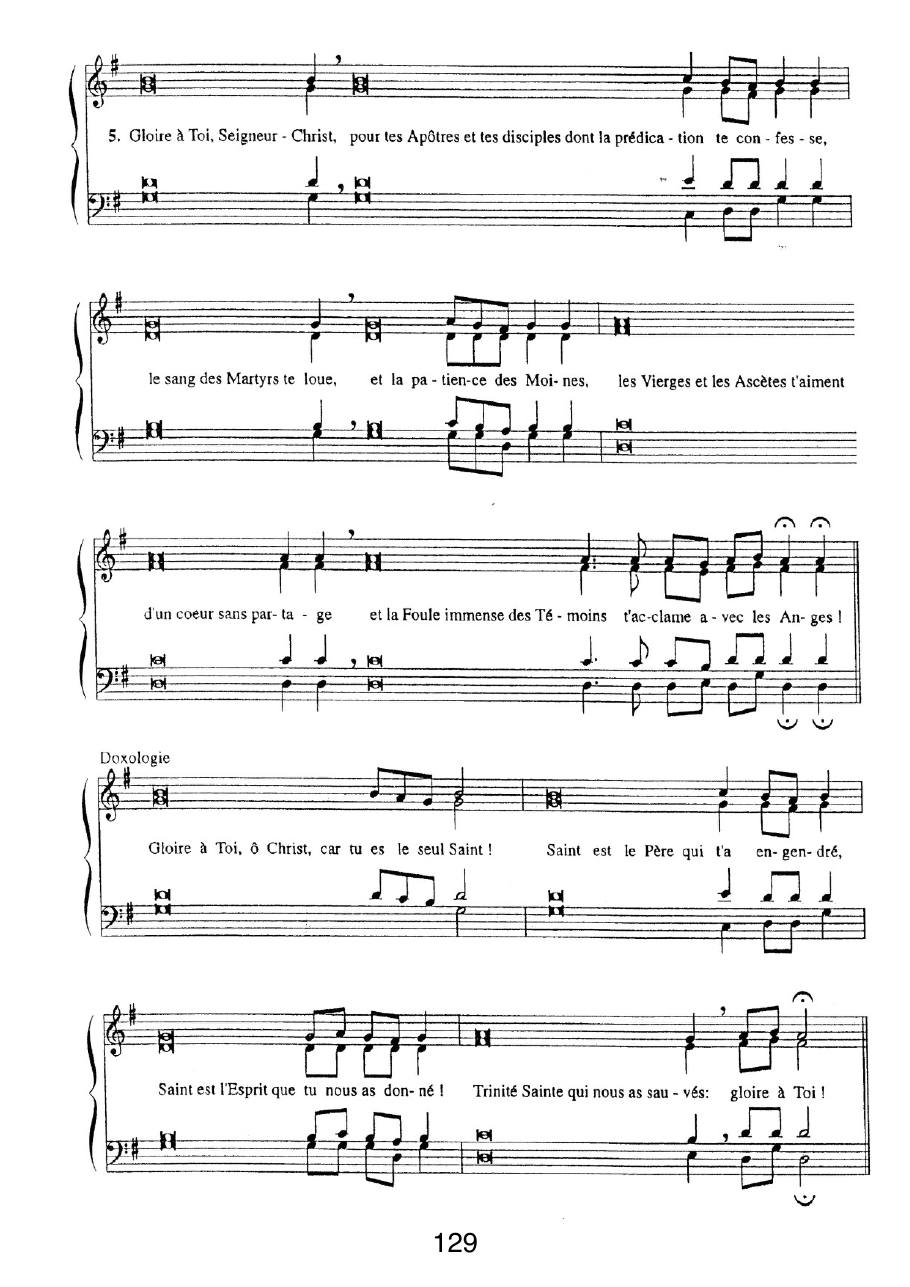 5. Gloire à Toi, Seigneur - Christ, pour tes Apôtres et tes disciples dont la prédica - tion te con - fes - se,
le sang des Martyrs te loue, et la pa - tien-ce des Moi- nes, les Vierges et les Ascètes t'aiment
d'un coeur sans par- ta - ge et la Foule immense des Té - moins t'ac-clame a - vec les An- ges !
Doxologie
Gloire à Toi, ô Christ, car tu es le seul Saint ! Saint est le Père qui t'a en- gen- dré,
Saint est l'Esprit que tu nous as don- né ! Trinité Sainte qui nous as sau - vés: gloire à Toi !
129